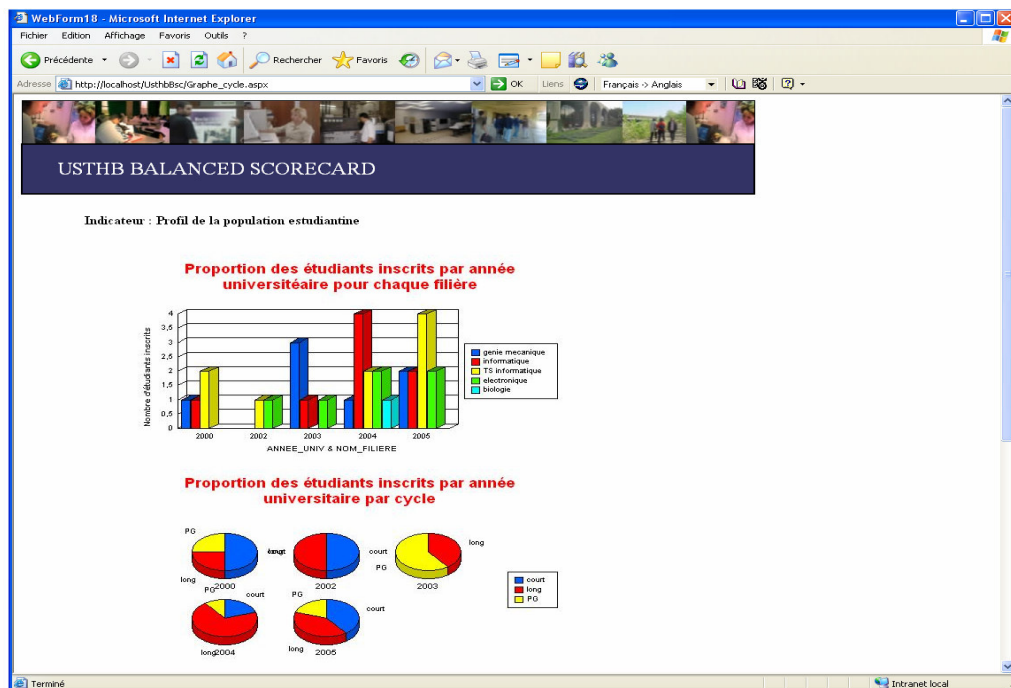 WebForm18 - Microsoft Internet Explorer
Fichier Edition Affichage Favoris Outils ?
Précédente Rechercher Favoris
Adresse http://localhost/UsthbBsc/Graphe_cycle.aspx OK Liens Français -> Anglais
USTHB BALANCED SCORECARD
Indicateur : Profil de la population estudiantine
Proportion des étudiants inscrits par année
universitéaire pour chaque filière
Nombre d'étudiants inscrits
4
3,5
3
2,5
2
1,5
1
0,5
0
2000 2002 2003 2004 2005
ANNEE_UNIV & NOM_FILIERE
genie mecanique
informatique
TS informatique
electronique
biologie
Proportion des étudiants inscrits par année
universitaire par cycle
PG
long
2000
court
2002
PG
long
2003
PG
court
long
2004
PG
court
long
2005
court
long
PG
Terminé Intranet local